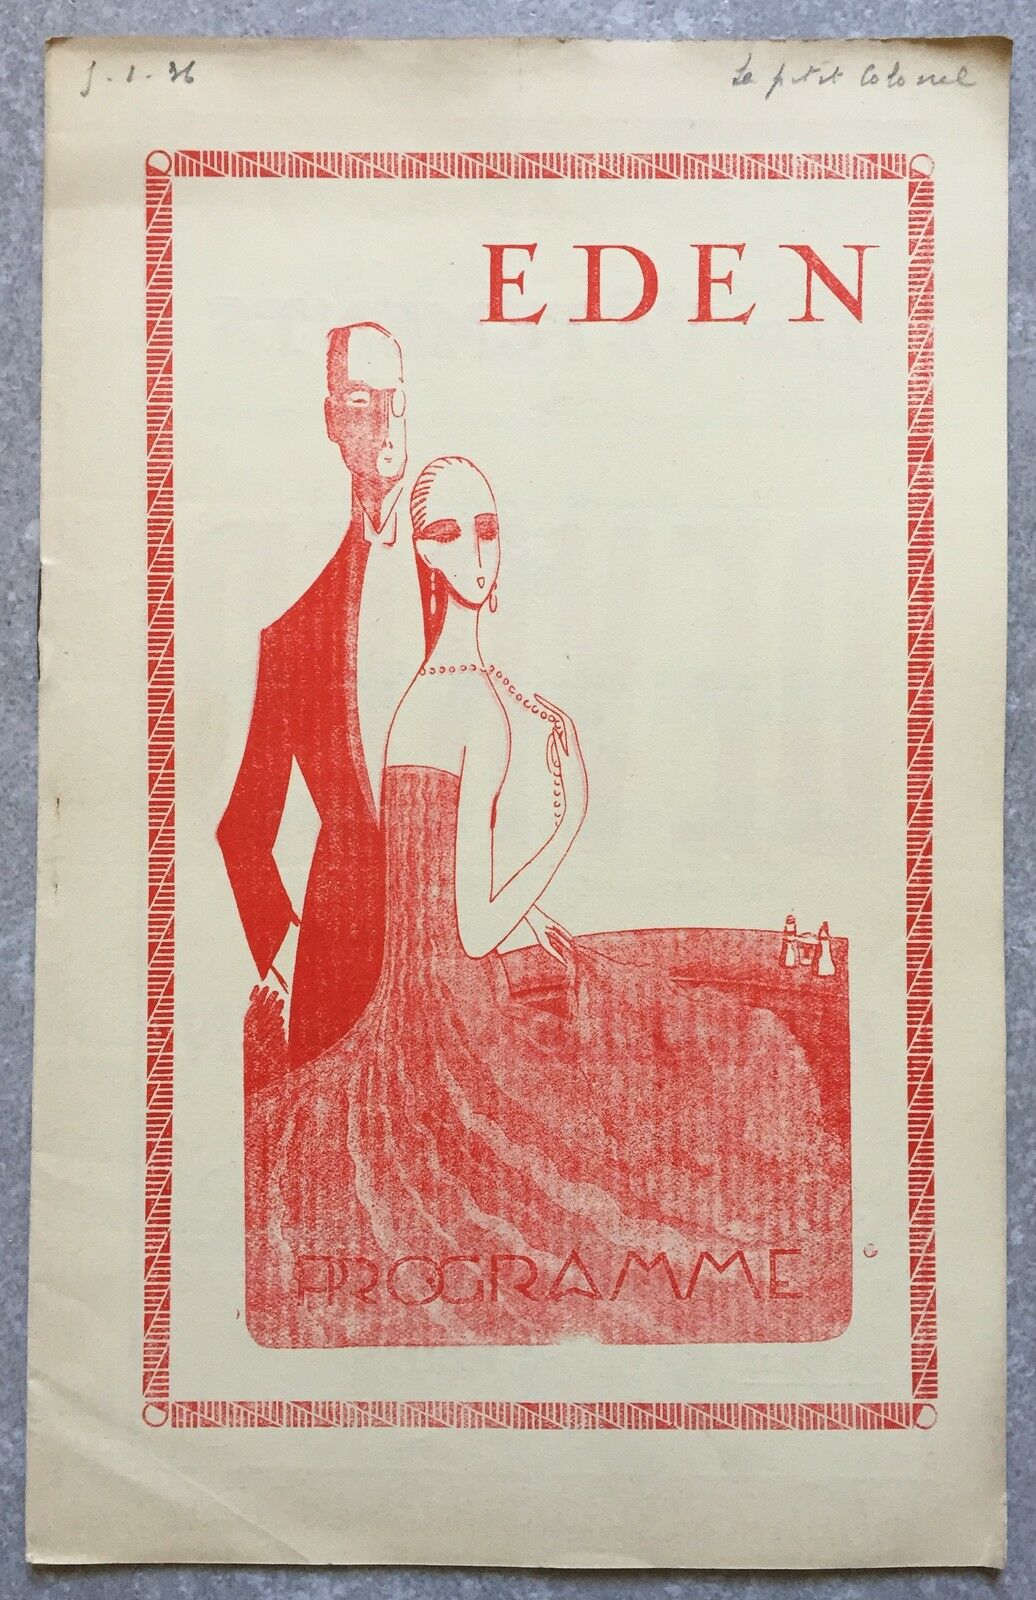 5-1-36
Le petit Colonel
EDEN
PROGRAMME